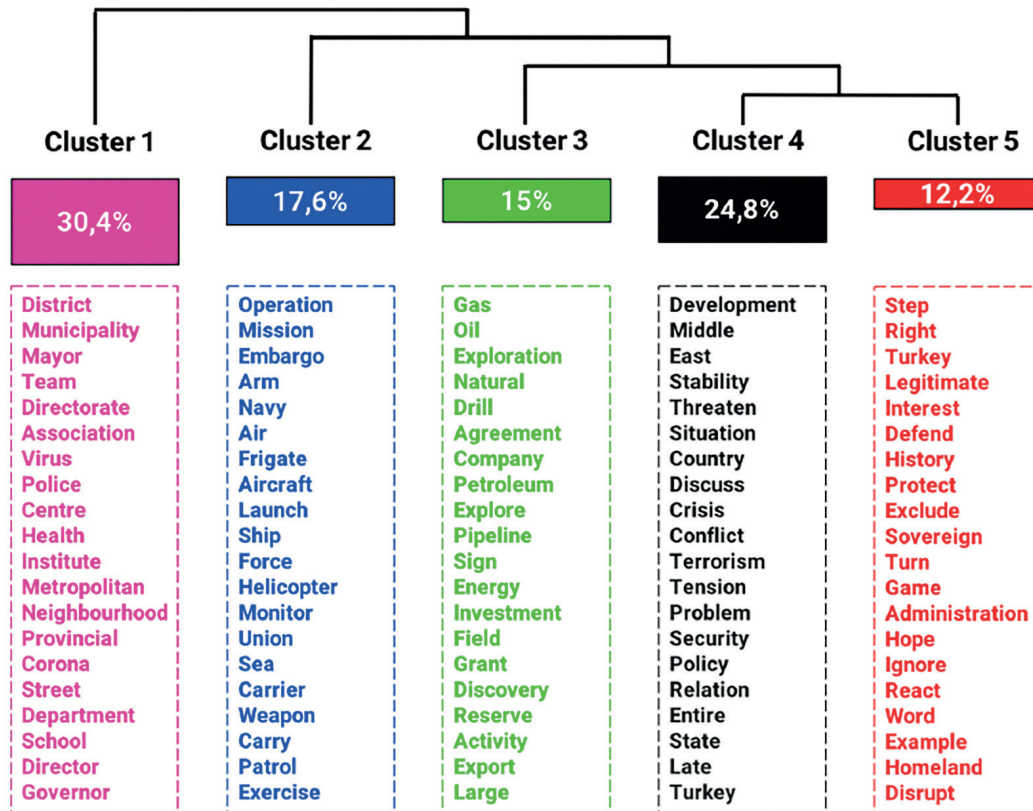 Cluster 1
Cluster 2
Cluster 3
Cluster 4
Cluster 5
30,4%
17,6%
15%
24,8%
12,2%
District
Municipality
Mayor
Team
Directorate
Association
Virus
Police
Centre
Health
Institute
Metropolitan
Neighbourhood
Provincial
Corona
Street
Department
School
Director
Governor
Operation
Mission
Embargo
Arm
Navy
Air
Frigate
Aircraft
Launch
Ship
Force
Helicopter
Monitor
Union
Sea
Carrier
Weapon
Carry
Patrol
Exercise
Gas
Oil
Exploration
Natural
Drill
Agreement
Company
Petroleum
Explore
Pipeline
Sign
Energy
Investment
Field
Grant
Discovery
Reserve
Activity
Export
Large
Development
Middle
East
Stability
Threaten
Situation
Country
Discuss
Crisis
Conflict
Terrorism
Tension
Problem
Security
Policy
Relation
Entire
State
Late
Turkey
Step
Right
Turkey
Legitimate
Interest
Defend
History
Protect
Exclude
Sovereign
Turn
Game
Administration
Hope
Ignore
React
Word
Example
Homeland
Disrupt